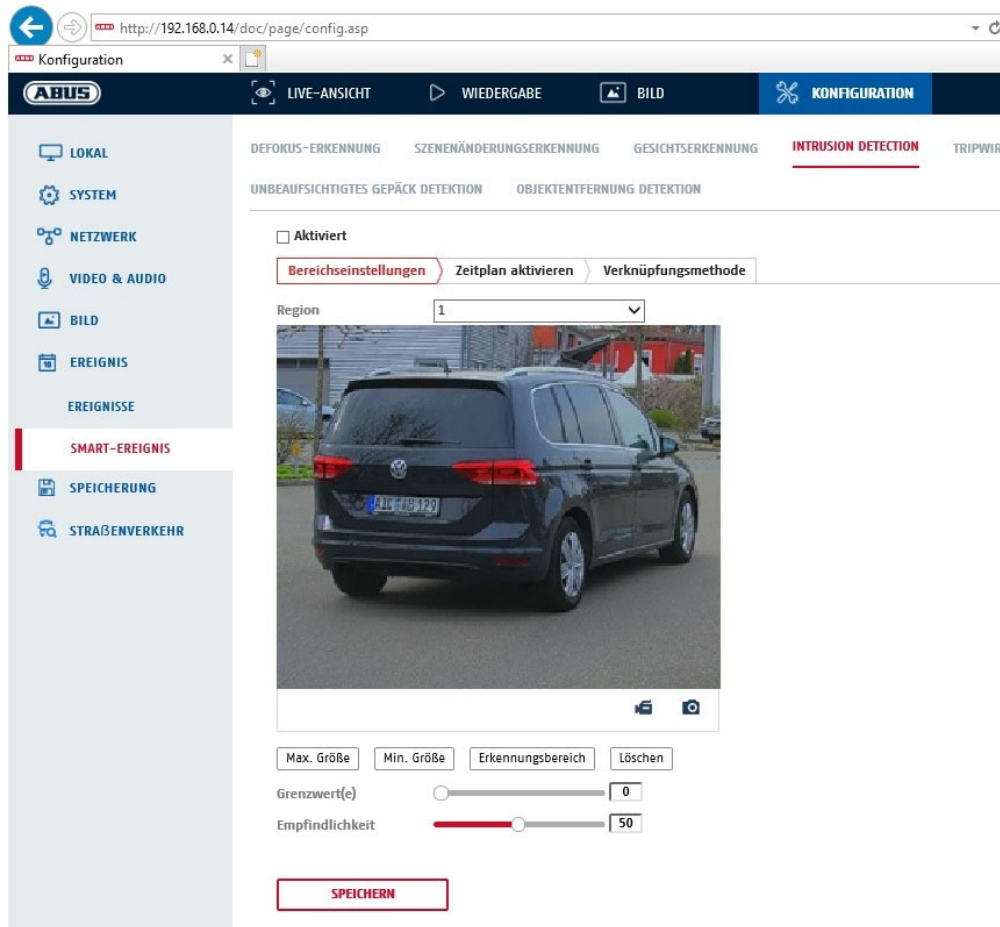 http://192.168.0.14/doc/page/config.asp
Konfiguration
ABUS LIVE-ANSICHT WIEDERGABE BILD KONFIGURATION
LOKAL
SYSTEM
NETZWERK
VIDEO & AUDIO
BILD
EREIGNIS
EREIGNISSE
SMART-EREIGNIS
SPEICHERUNG
STRAßENVERKEHR
DEFOKUS-ERKENNUNG SZENENÄNDERUNGSERKENNUNG GESICHTSERKENNUNG INTRUSION DETECTION TRIPWIR
UNBEAUFSICHTIGTES GEPÄCK DETEKTION OBJEKTENTFERNUNG DETEKTION
Aktiviert
Bereichseinstellungen Zeitplan aktivieren Verknüpfungsmethode
Region 1
Max. Größe Min. Größe Erkennungsbereich Löschen
Grenzwert(e) 0
Empfindlichkeit 50
SPEICHERN